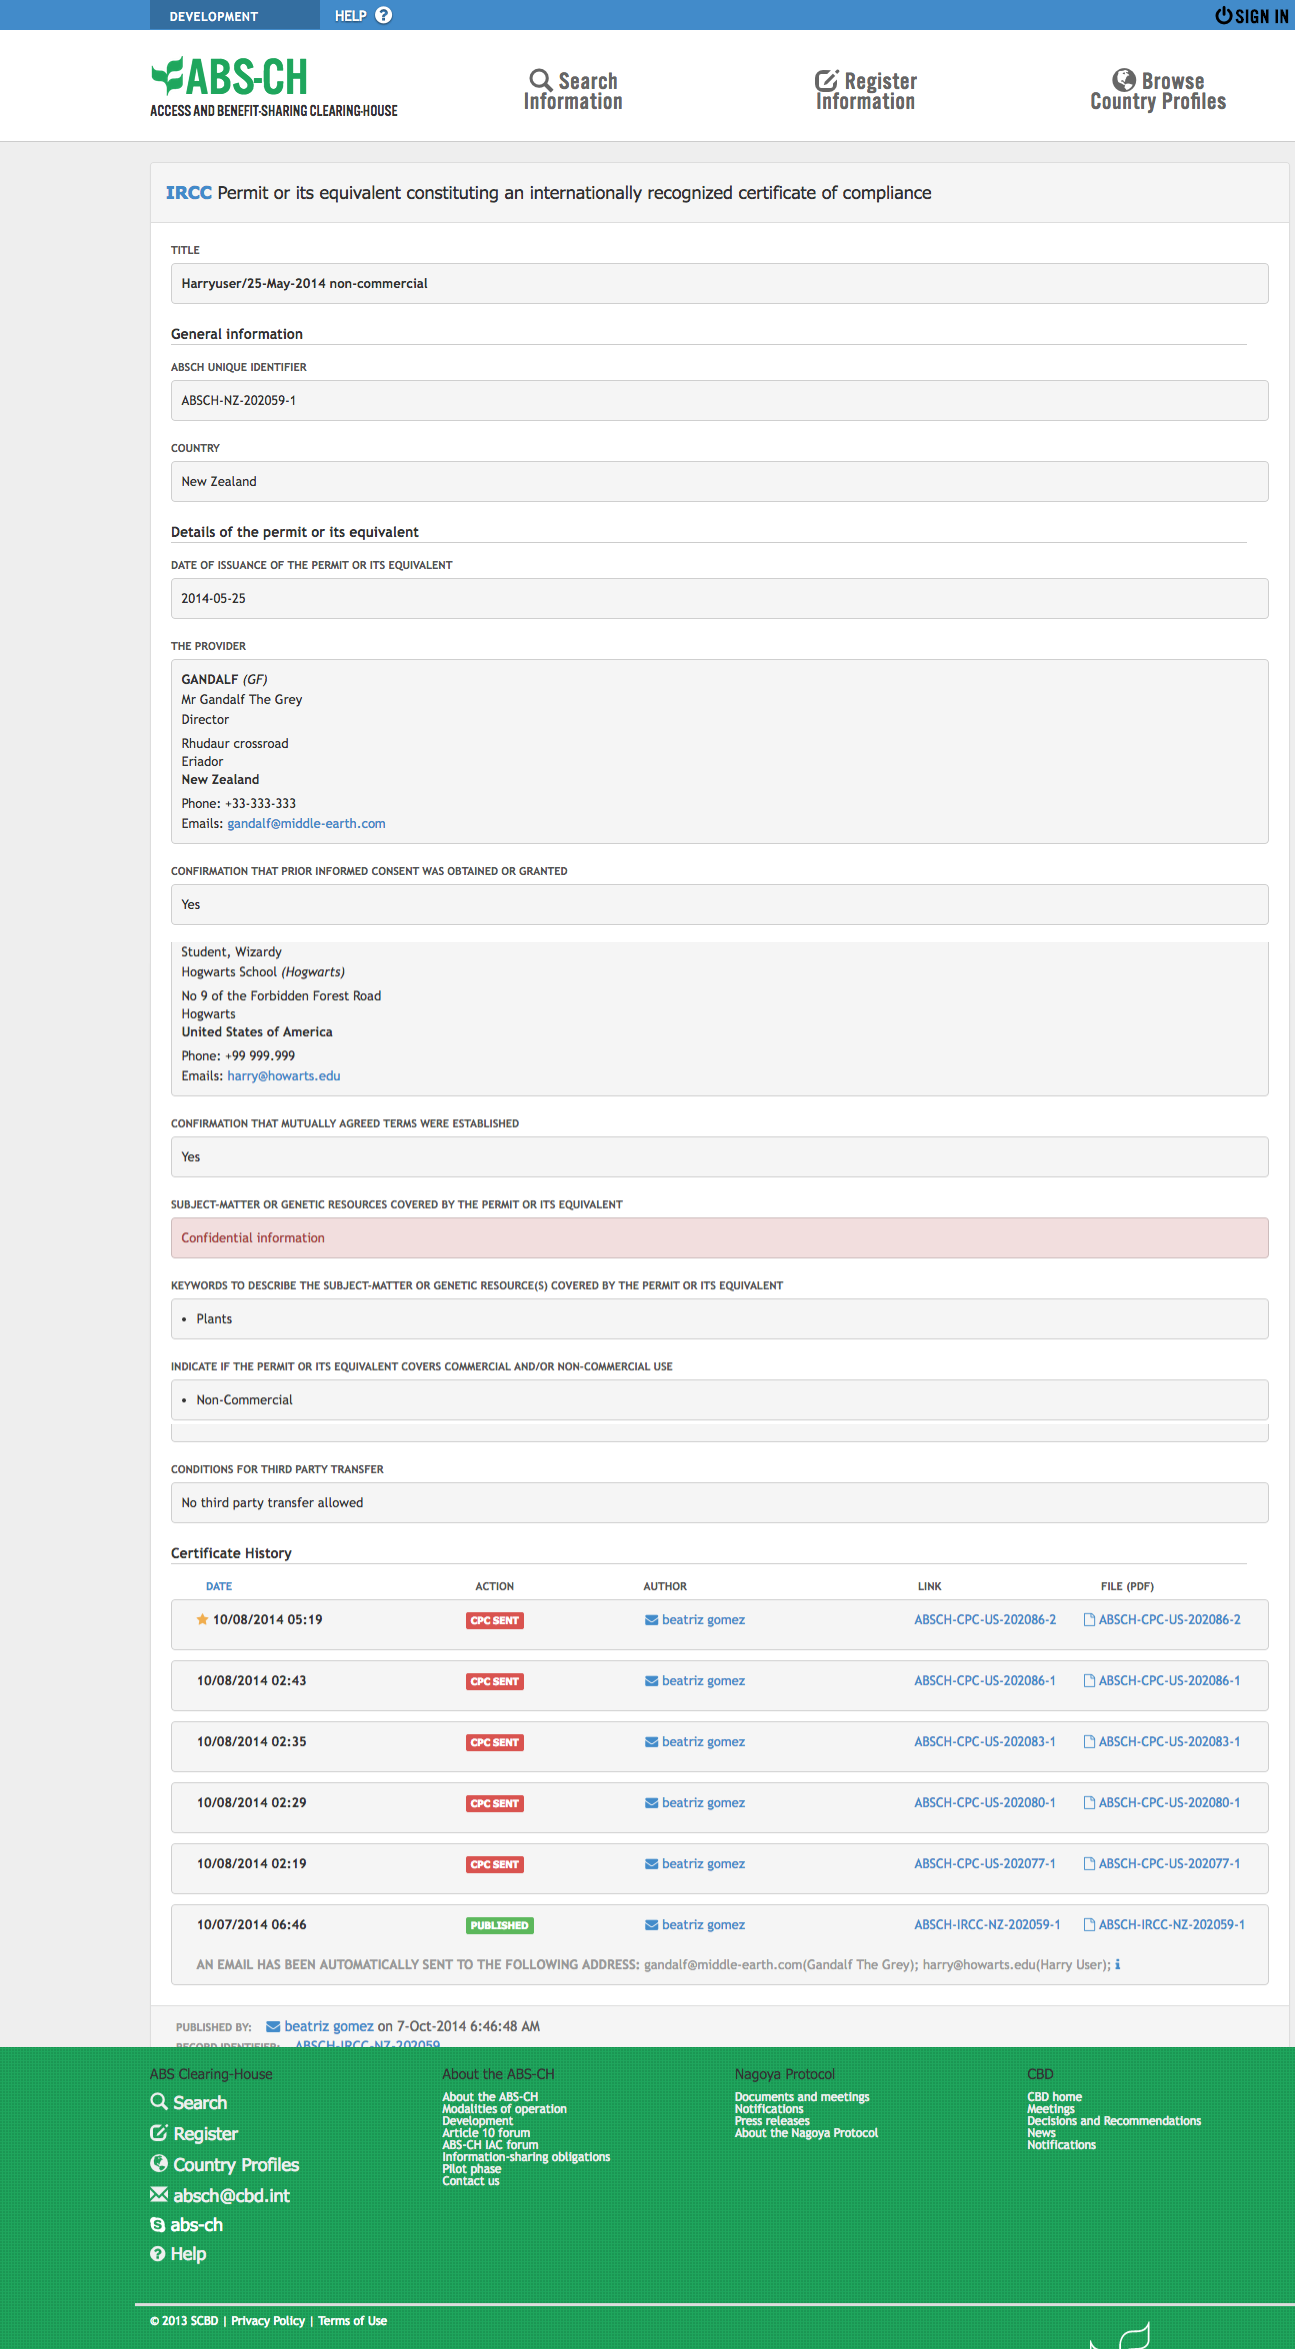 DEVELOPMENT HELP SIGN IN
ABS-CH
ACCESS AND BENEFIT-SHARING CLEARING-HOUSE
Search
Information
Register
Information
Browse
Country Profiles
IRCC Permit or its equivalent constituting an internationally recognized certificate of compliance
TITLE
Harryuser/25-May-2014 non-commercial
General information
ABSCH UNIQUE IDENTIFIER
ABSCH-NZ-202059-1
COUNTRY
New Zealand
Details of the permit or its equivalent
DATE OF ISSUANCE OF THE PERMIT OR ITS EQUIVALENT
2014-05-25
THE PROVIDER
GANDALF (GF)
Mr Gandalf The Grey
Director
Rhudaur crossroad
Eriador
New Zealand
Phone: +33-333-333
Emails: gandalf@middle-earth.com
CONFIRMATION THAT PRIOR INFORMED CONSENT WAS OBTAINED OR GRANTED
Yes
Student, Wizardy
Hogwarts School (Hogwarts)
No 9 of the Forbidden Forest Road
Hogwarts
United States of America
Phone: +99 999.999
Emails: harry@howarts.edu
CONFIRMATION THAT MUTUALLY AGREED TERMS WERE ESTABLISHED
Yes
SUBJECT-MATTER OR GENETIC RESOURCES COVERED BY THE PERMIT OR ITS EQUIVALENT
Confidential information
KEYWORDS TO DESCRIBE THE SUBJECT-MATTER OR GENETIC RESOURCE(S) COVERED BY THE PERMIT OR ITS EQUIVALENT
• Plants
INDICATE IF THE PERMIT OR ITS EQUIVALENT COVERS COMMERCIAL AND/OR NON-COMMERCIAL USE
• Non-Commercial
CONDITIONS FOR THIRD PARTY TRANSFER
No third party transfer allowed
Certificate History
DATE ACTION AUTHOR LINK FILE (PDF)
10/08/2014 05:19 CPC SENT beatriz gomez ABSCH-CPC-US-202086-2 ABSCH-CPC-US-202086-2
10/08/2014 02:43 CPC SENT beatriz gomez ABSCH-CPC-US-202086-1 ABSCH-CPC-US-202086-1
10/08/2014 02:35 CPC SENT beatriz gomez ABSCH-CPC-US-202083-1 ABSCH-CPC-US-202083-1
10/08/2014 02:29 CPC SENT beatriz gomez ABSCH-CPC-US-202080-1 ABSCH-CPC-US-202080-1
10/08/2014 02:19 CPC SENT beatriz gomez ABSCH-CPC-US-202077-1 ABSCH-CPC-US-202077-1
10/07/2014 06:46 PUBLISHED beatriz gomez ABSCH-IRCC-NZ-202059-1 ABSCH-IRCC-NZ-202059-1
AN EMAIL HAS BEEN AUTOMATICALLY SENT TO THE FOLLOWING ADDRESS: gandalf@middle-earth.com(Gandalf The Grey); harry@howarts.edu(Harry User);
PUBLISHED BY: beatriz gomez on 7-Oct-2014 6:46:48 AM
RECORD IDENTIFIER: ABSCH-IRCC-NZ-202059
ABS Clearing-House
Search
Register
Country Profiles
absch@cbd.int
abs-ch
Help
About the ABS-CH
About the ABS-CH
Modalities of operation
Development
Article 10 forum
ABS-CH IAC forum
Information-sharing obligations
Pilot phase
Contact us
Nagoya Protocol
Documents and meetings
Notifications
Press releases
About the Nagoya Protocol
CBD
CBD home
Meetings
Decisions and Recommendations
News
Notifications
© 2013 SCBD | Privacy Policy | Terms of Use